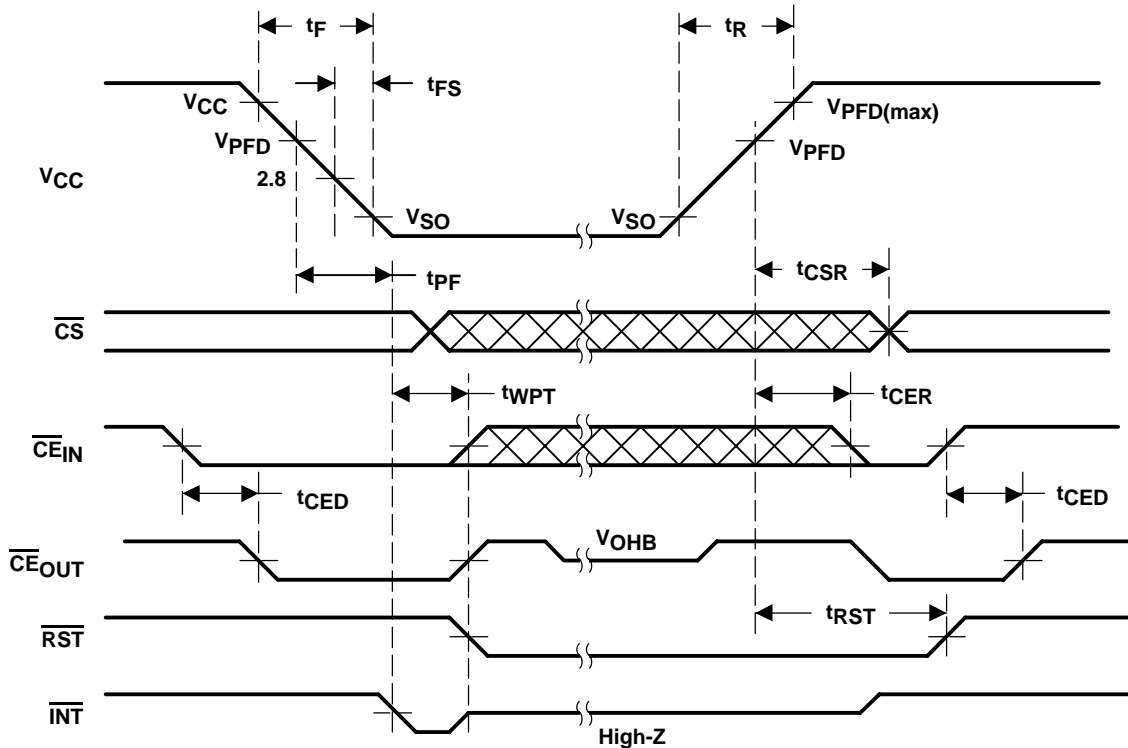 tF
tR
tFS
VCC
VPFD(max)
VPFD
VPFD
VCC
2.8
VSO
VSO
tPF
tCSR
CS
tWPT
tCER
CEIN
tCED
tCED
VOHB
CEOUT
tRST
RST
INT
High-Z